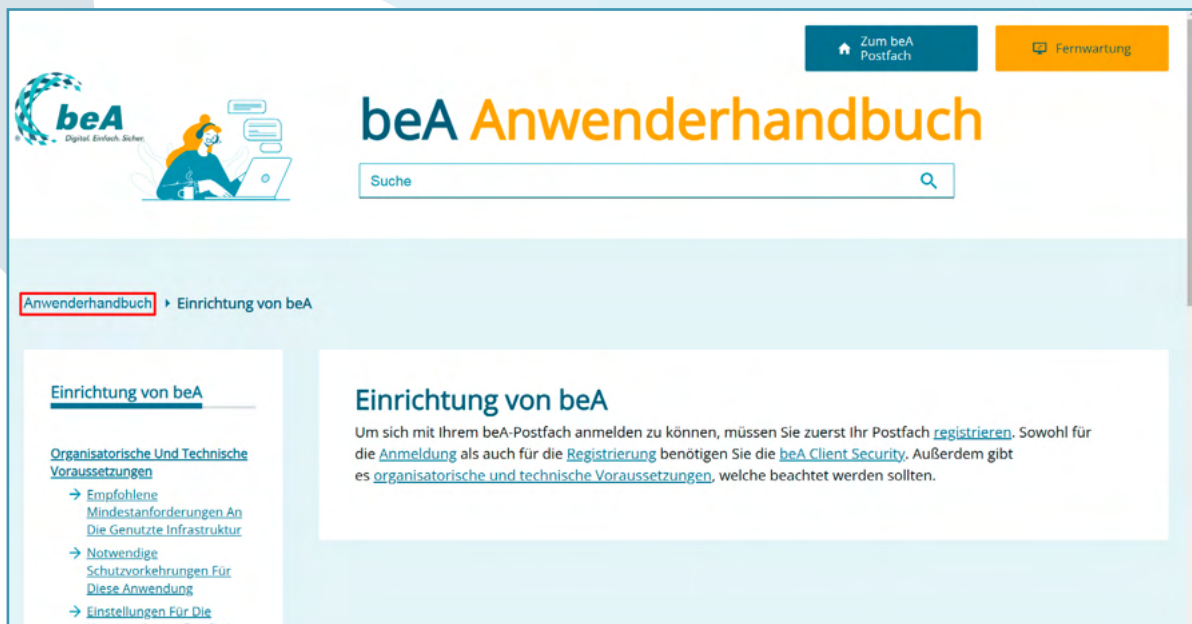 Zum beA
Postfach
Fernwartung
beA
Digital. Einfach. Sicher.
beA Anwenderhandbuch
Suche
Anwenderhandbuch Einrichtung von beA
Einrichtung von beA
Organisatorische Und Technische
Voraussetzungen
→ Empfohlene
Mindestanforderungen An
Die Genutzte Infrastruktur
→ Notwendige
Schutzvorkehrungen Für
Diese Anwendung
→ Einstellungen Für Die
Einrichtung von beA
Um sich mit Ihrem beA-Postfach anmelden zu können, müssen Sie zuerst Ihr Postfach registrieren. Sowohl für
die Anmeldung als auch für die Registrierung benötigen Sie die beA Client Security. Außerdem gibt
es organisatorische und technische Voraussetzungen, welche beachtet werden sollten.